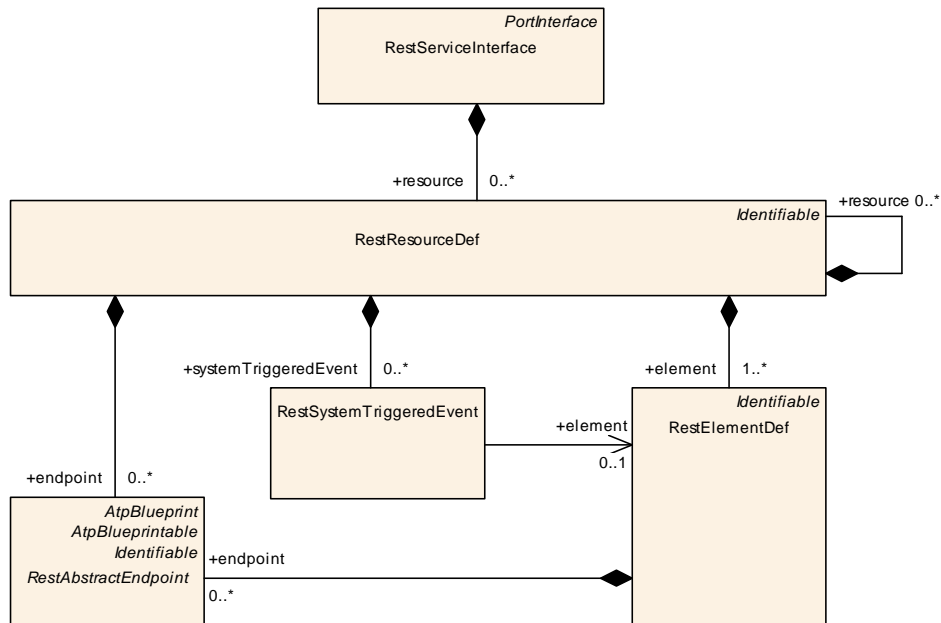 PortInterface
RestServiceInterface
+resource 0..*
+resource 0..*
Identifiable
RestResourceDef
+systemTriggeredEvent 0..*
+element 1..*
RestSystemTriggeredEvent
Identifiable
RestElementDef
+element
0..1
+endpoint 0..*
AtpBlueprint
AtpBlueprintable
Identifiable
RestAbstractEndpoint
+endpoint
0..*